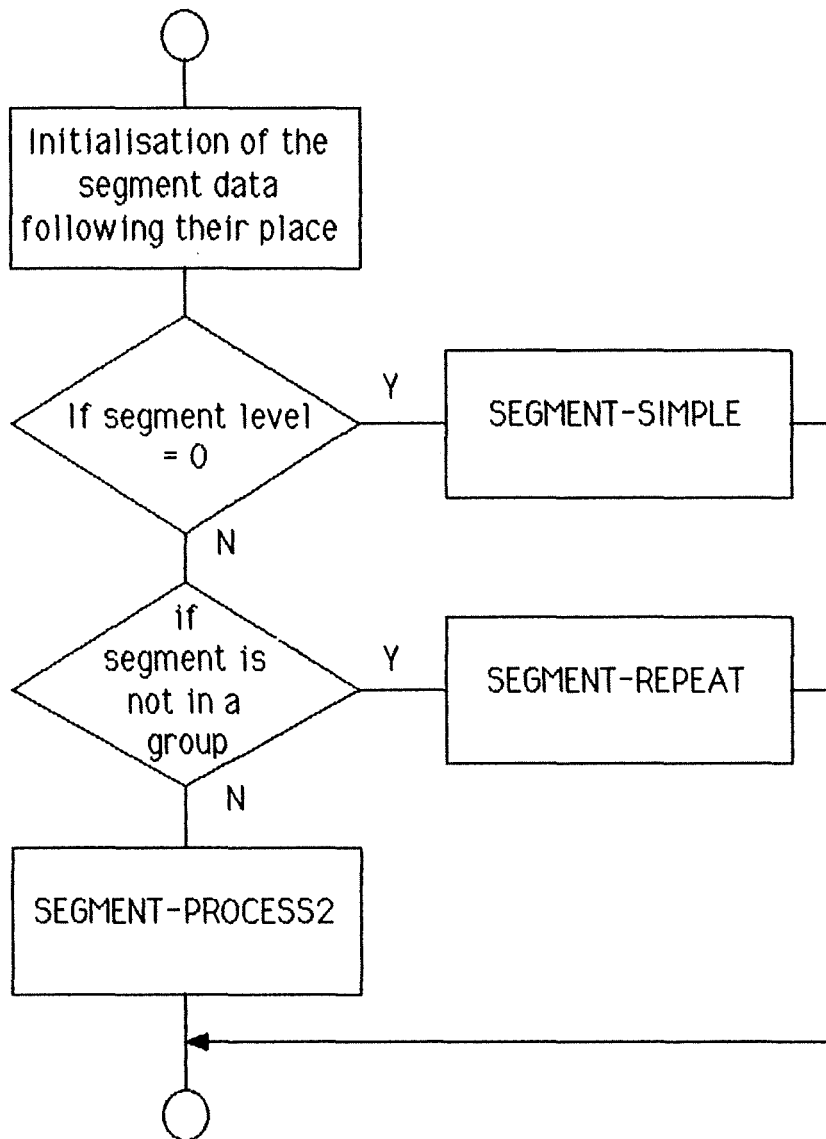 Initialisation of the
segment data
following their place
If segment level
= 0
Y
SEGMENT-SIMPLE
N
if
segment is
not in a
group
Y
SEGMENT-REPEAT
N
SEGMENT-PROCESS2